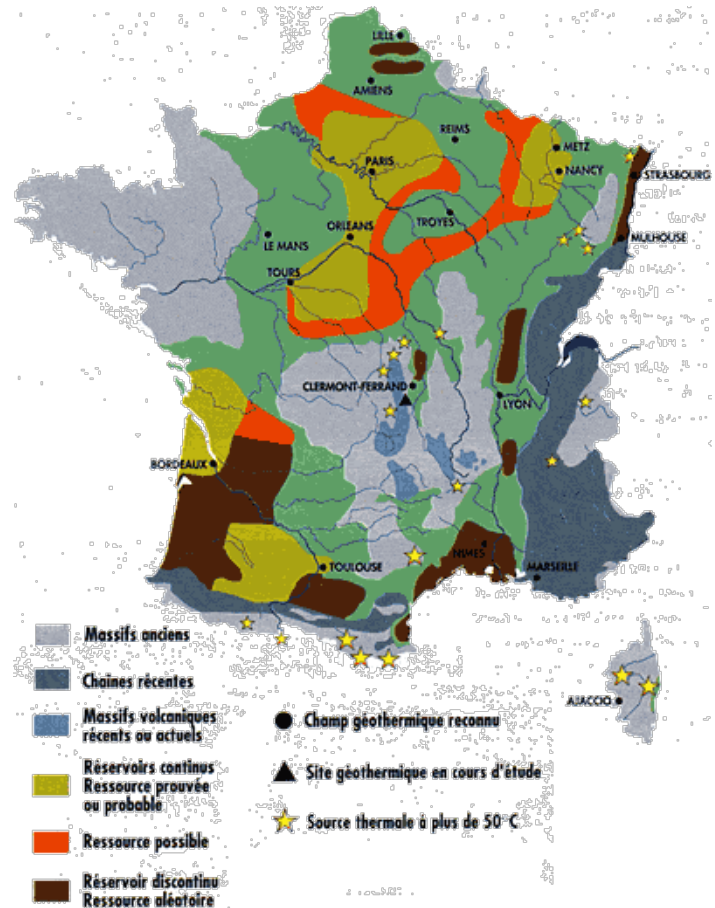 LILLE
AMIENS
REIMS
METZ
PARIS
NANCY
STRASBOURG
TROYES
ORLEANS
LE MANS
MULHOUSE
TOURS
CLERMONT-FERRAND
LYON
BORDEAUX
NIMES
TOULOUSE
MARSEILLE
AJACCIO
Massifs anciens
Chaînes récentes
Massifs volcaniques
récents ou actuels
Réservoirs continus
Ressource prouvée
ou probable
Ressource possible
Réservoir discontinu
Ressource aléatoire
Champ géothermique reconnu
Site géothermique en cours d'étude
Source thermale à plus de 50°C